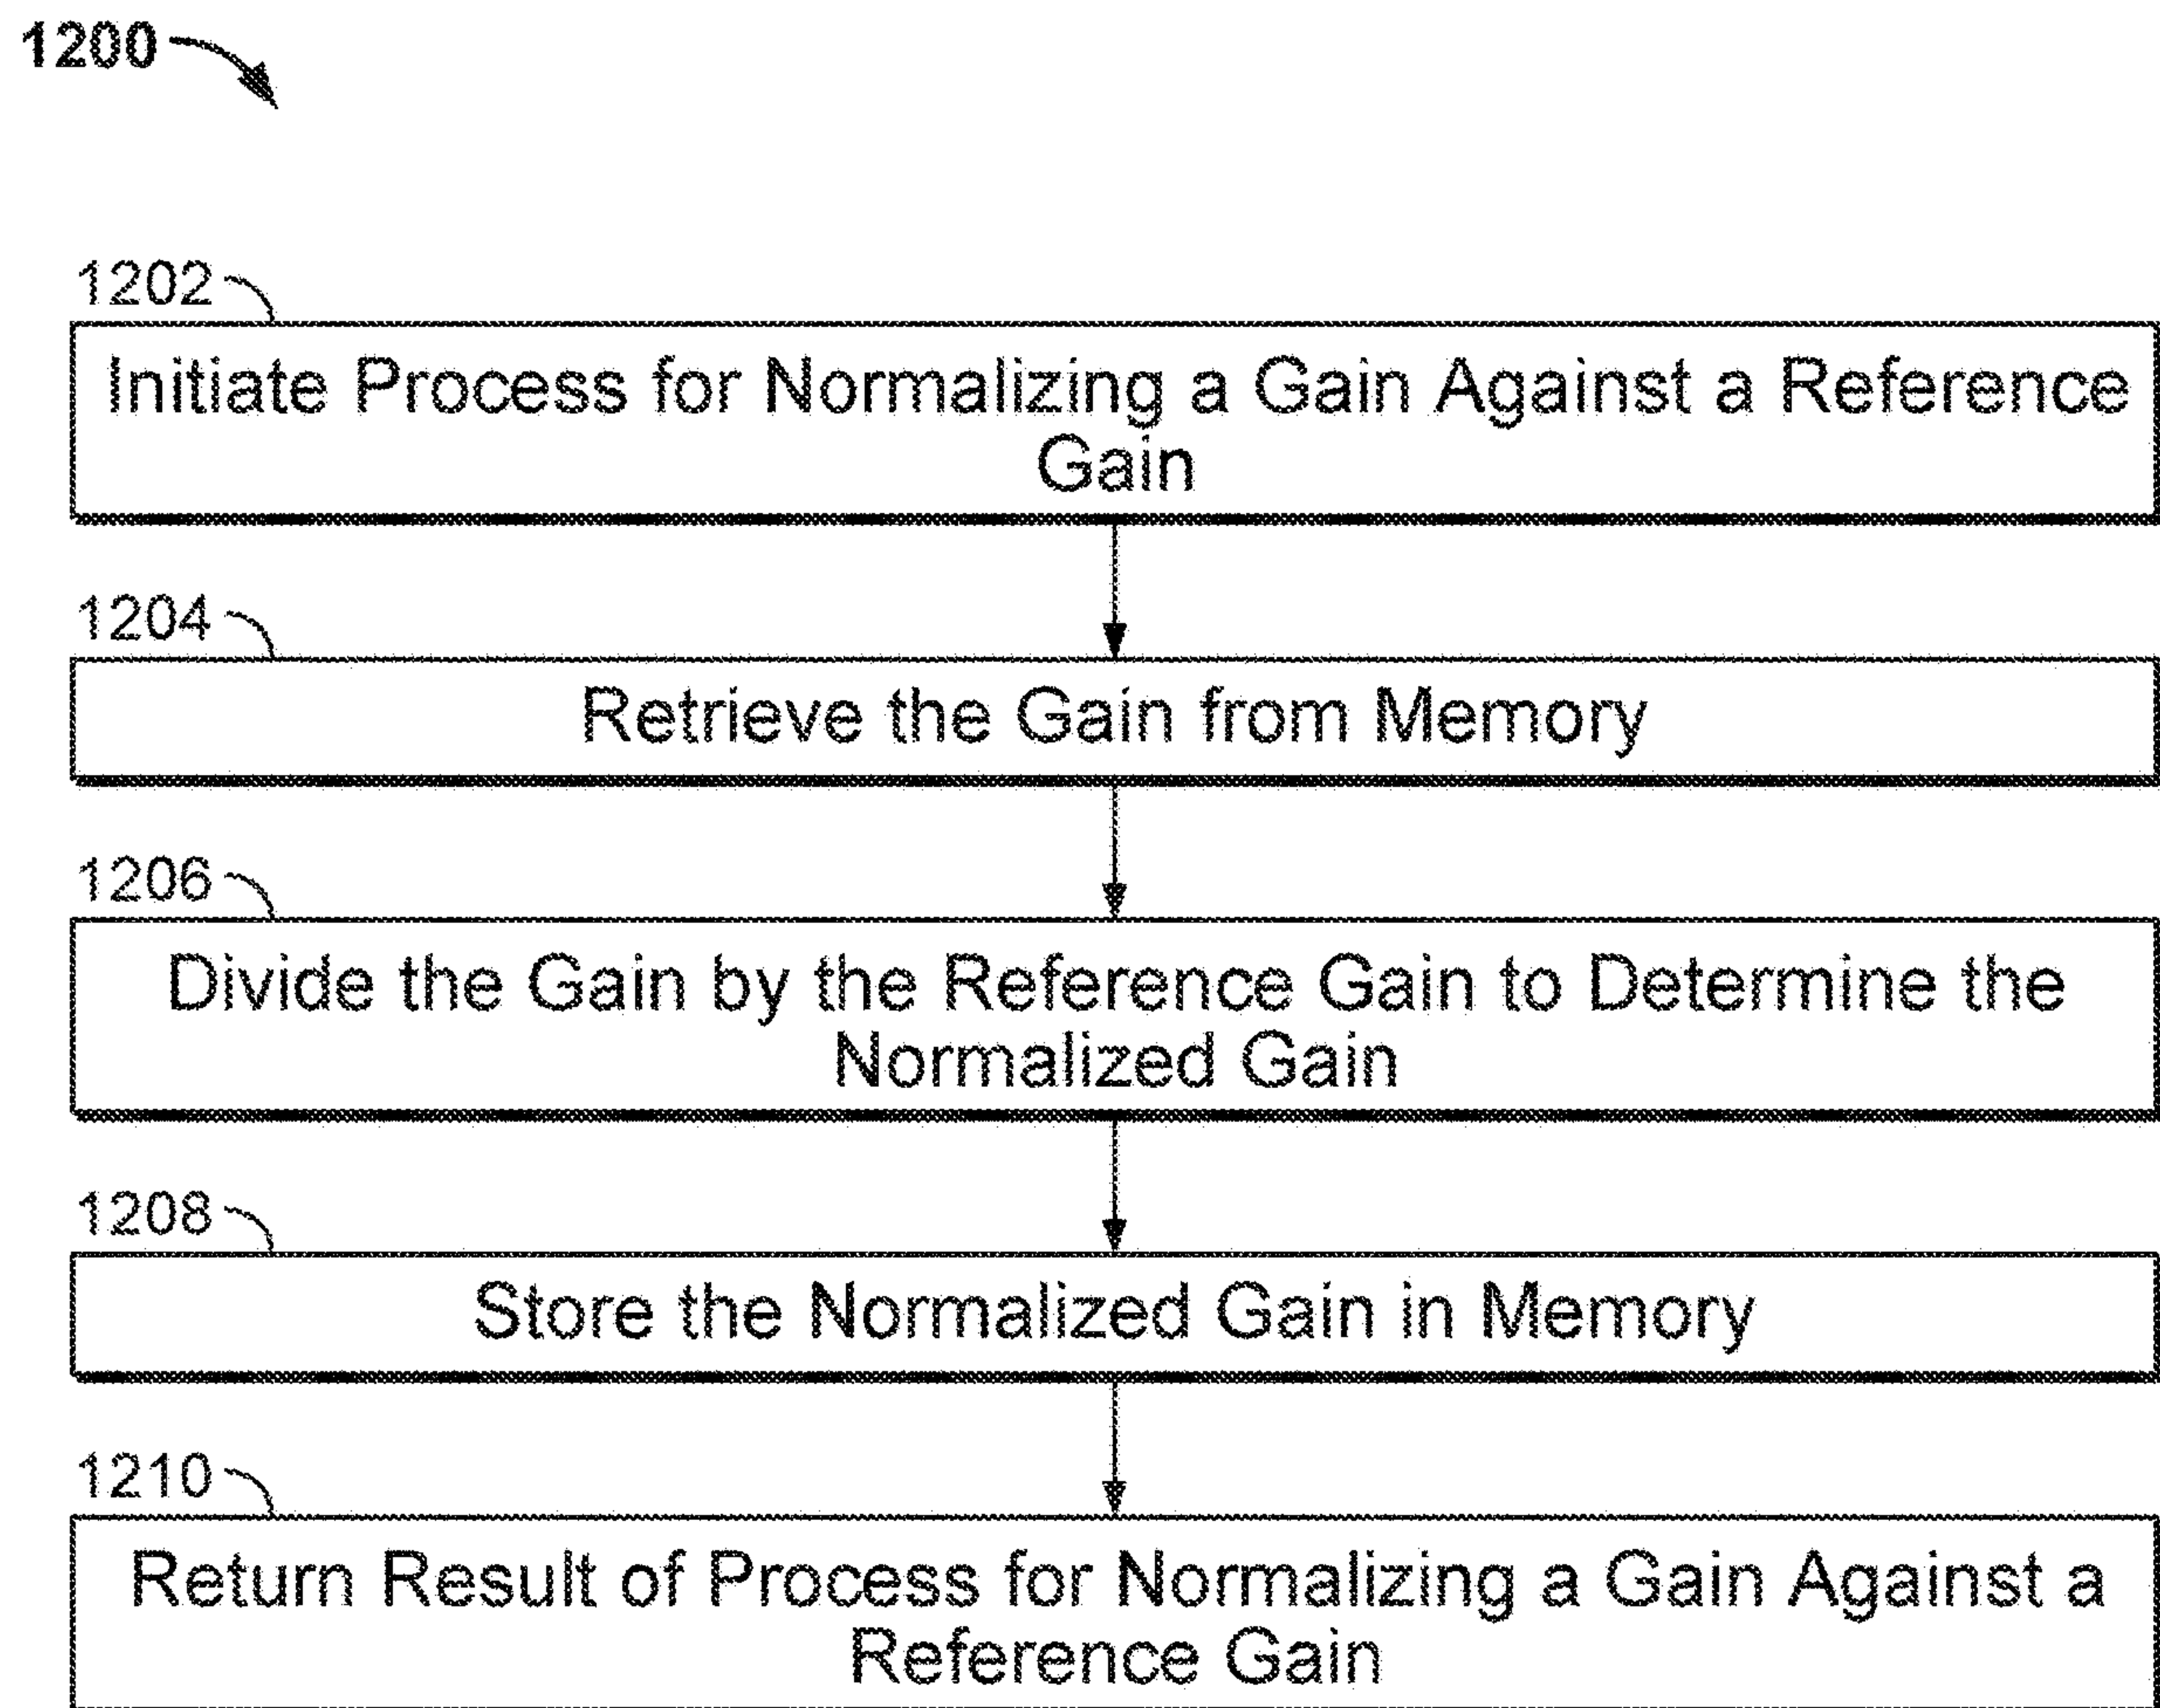 1200
1202
Initiate Process for Normalizing a Gain Against a Reference
Gain
1204
Retrieve the Gain from Memory
1206
Divide the Gain by the Reference Gain to Determine the
Normalized Gain
1208
Store the Normalized Gain in Memory
1210
Return Result of Process for Normalizing a Gain Against a
Reference Gain